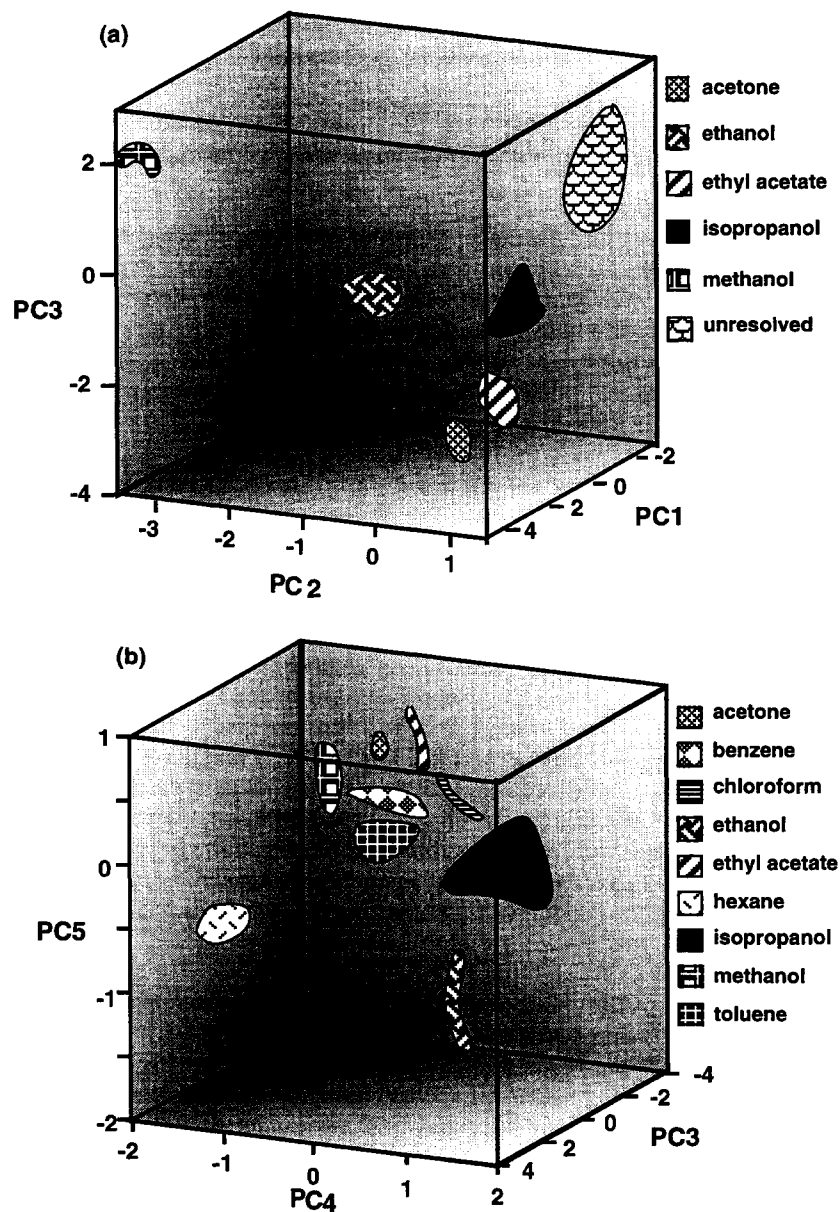 (a)
acetone
ethanol
ethyl acetate
isopropanol
methanol
unresolved
2
0
-2
-4
PC3
-3
-2
-1
0
1
PC2
4
2
0
-2
PC1
(b)
acetone
benzene
chloroform
ethanol
ethyl acetate
hexane
isopropanol
methanol
toluene
1
0
-1
-2
PC5
-2
-1
0
1
2
PC4
4
2
0
-2
-4
PC3